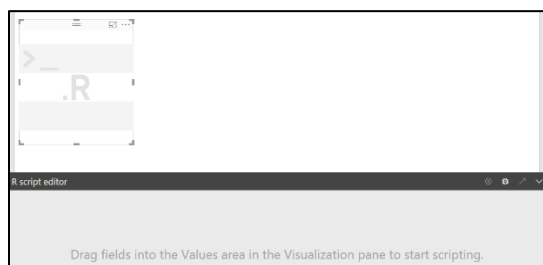 >_
.R
R script editor
Drag fields into the Values area in the Visualization pane to start scripting.